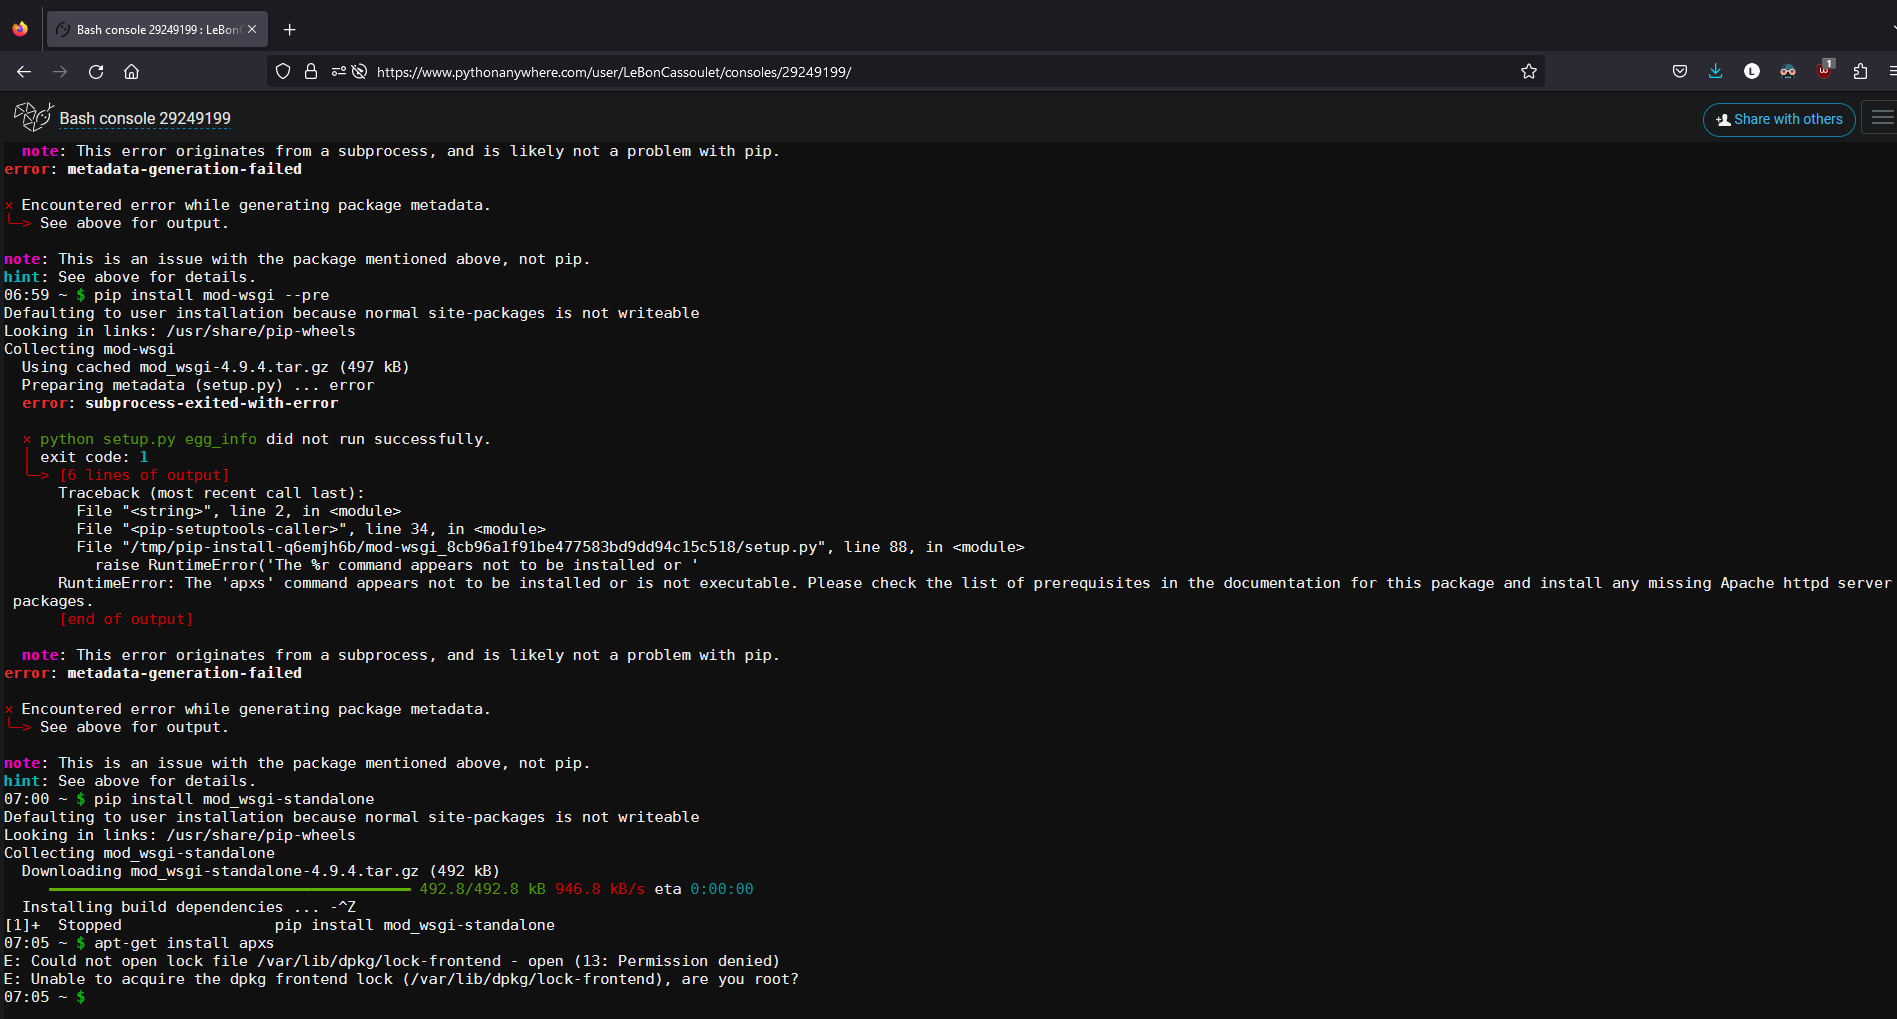 Bash console 29249199 : LeBon
https://www.pythonanywhere.com/user/LeBonCassoulet/consoles/29249199/
L
1
Bash console 29249199
Share with others
note: This error originates from a subprocess, and is likely not a problem with pip.
error: metadata-generation-failed
× Encountered error while generating package metadata.
╰─> See above for output.
note: This is an issue with the package mentioned above, not pip.
hint: See above for details.
06:59 ~ $ pip install mod-wsgi --pre
Defaulting to user installation because normal site-packages is not writeable
Looking in links: /usr/share/pip-wheels
Collecting mod-wsgi
Using cached mod_wsgi-4.9.4.tar.gz (497 kB)
Preparing metadata (setup.py) ... error
error: subprocess-exited-with-error
× python setup.py egg_info did not run successfully.
│ exit code: 1
╰─> [6 lines of output]
Traceback (most recent call last):
File "<string>", line 2, in <module>
File "<pip-setuptools-caller>", line 34, in <module>
File "/tmp/pip-install-q6emjh6b/mod-wsgi_8cb96a1f91be477583bd9dd94c15c518/setup.py", line 88, in <module>
raise RuntimeError('The %r command appears not to be installed or '
RuntimeError: The 'apxs' command appears not to be installed or is not executable. Please check the list of prerequisites in the documentation for this package and install any missing Apache httpd server
packages.
[end of output]
note: This error originates from a subprocess, and is likely not a problem with pip.
error: metadata-generation-failed
× Encountered error while generating package metadata.
╰─> See above for output.
note: This is an issue with the package mentioned above, not pip.
hint: See above for details.
07:00 ~ $ pip install mod_wsgi-standalone
Defaulting to user installation because normal site-packages is not writeable
Looking in links: /usr/share/pip-wheels
Collecting mod_wsgi-standalone
Downloading mod_wsgi-standalone-4.9.4.tar.gz (492 kB)
492.8/492.8 kB 946.8 kB/s eta 0:00:00
Installing build dependencies ... -^Z
[1]+  Stopped                 pip install mod_wsgi-standalone
07:05 ~ $ apt-get install apxs
E: Could not open lock file /var/lib/dpkg/lock-frontend - open (13: Permission denied)
E: Unable to acquire the dpkg frontend lock (/var/lib/dpkg/lock-frontend), are you root?
07:05 ~ $